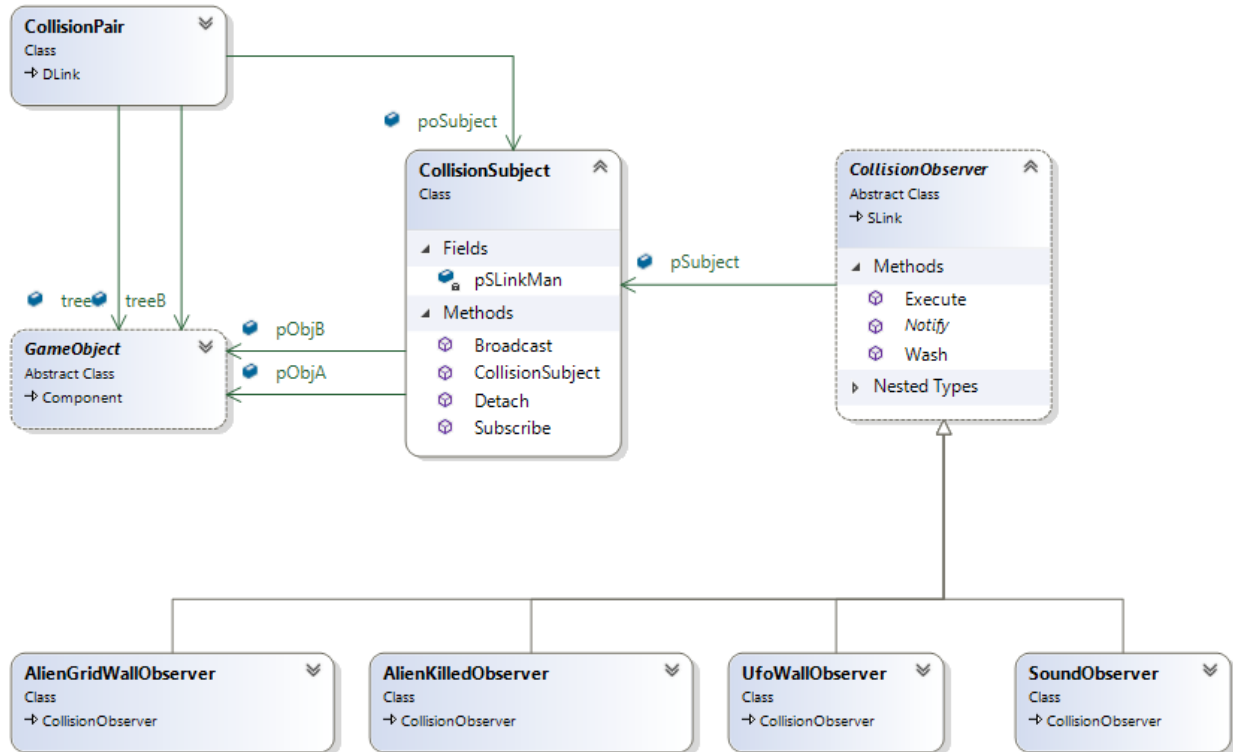 CollisionPair
Class
DLink
poSubject
tree
treeB
GameObject
Abstract Class
Component
pObjB
pObjA
CollisionSubject
Class
Fields
pSLinkMan
Methods
Broadcast
CollisionSubject
Detach
Subscribe
pSubject
CollisionObserver
Abstract Class
SLink
Methods
Execute
Notify
Wash
Nested Types
AlienGridWallObserver
Class
CollisionObserver
AlienKilledObserver
Class
CollisionObserver
UfoWallObserver
Class
CollisionObserver
SoundObserver
Class
CollisionObserver